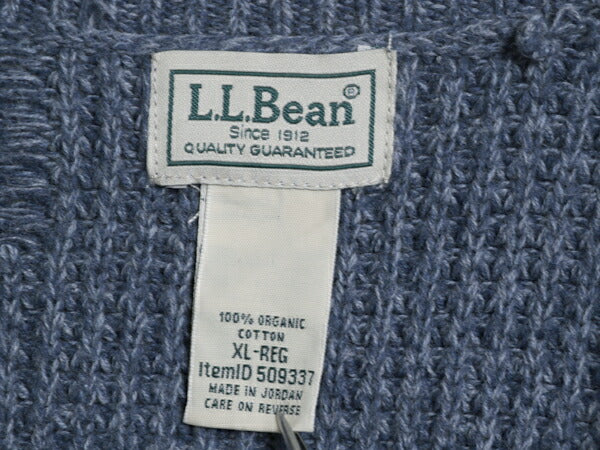 L.L.Bean®
Since 1912
QUALITY GUARANTEED
100% ORGANIC
COTTON
XL-REG
ItemID 509337
MADE IN JORDAN
CARE ON REVERSE